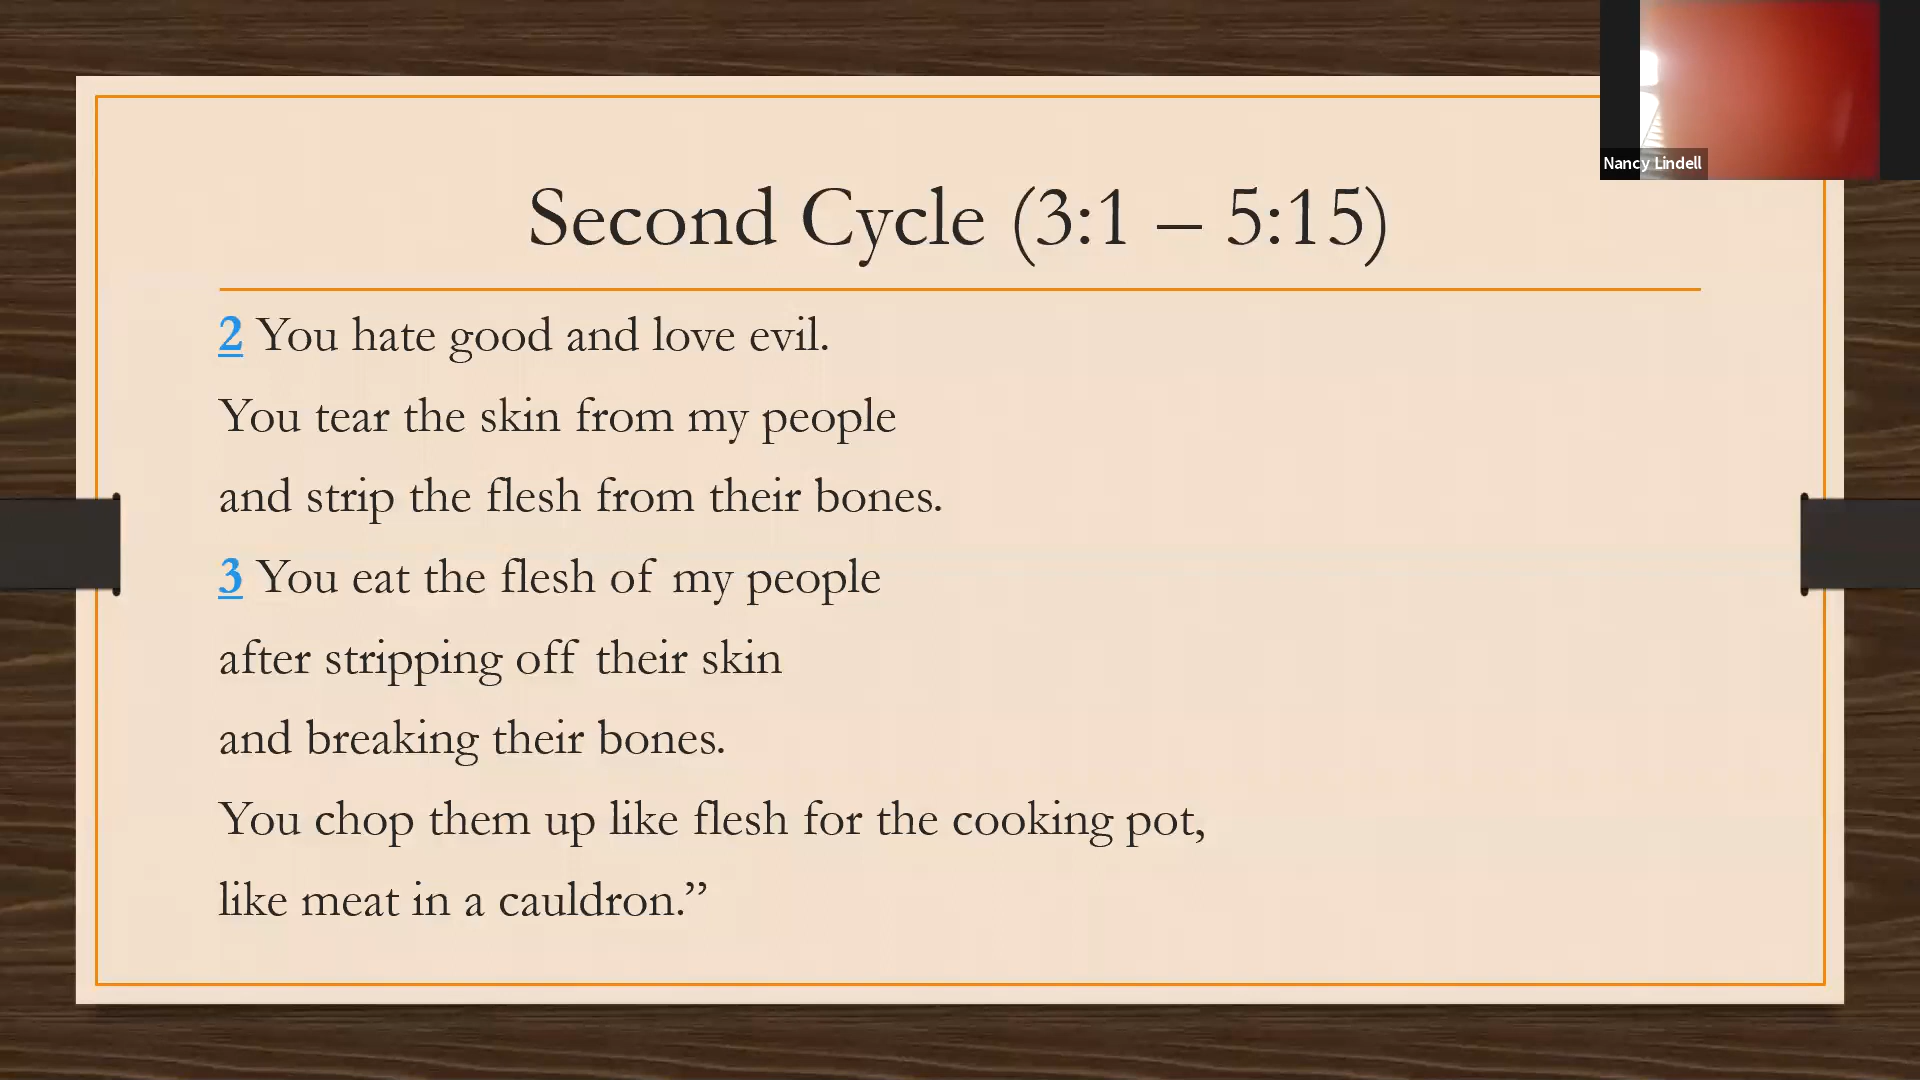 Nancy Lindell
Second Cycle (3:1 – 5:15)
2 You hate good and love evil.
You tear the skin from my people
and strip the flesh from their bones.
3 You eat the flesh of my people
after stripping off their skin
and breaking their bones.
You chop them up like flesh for the cooking pot,
like meat in a cauldron.”